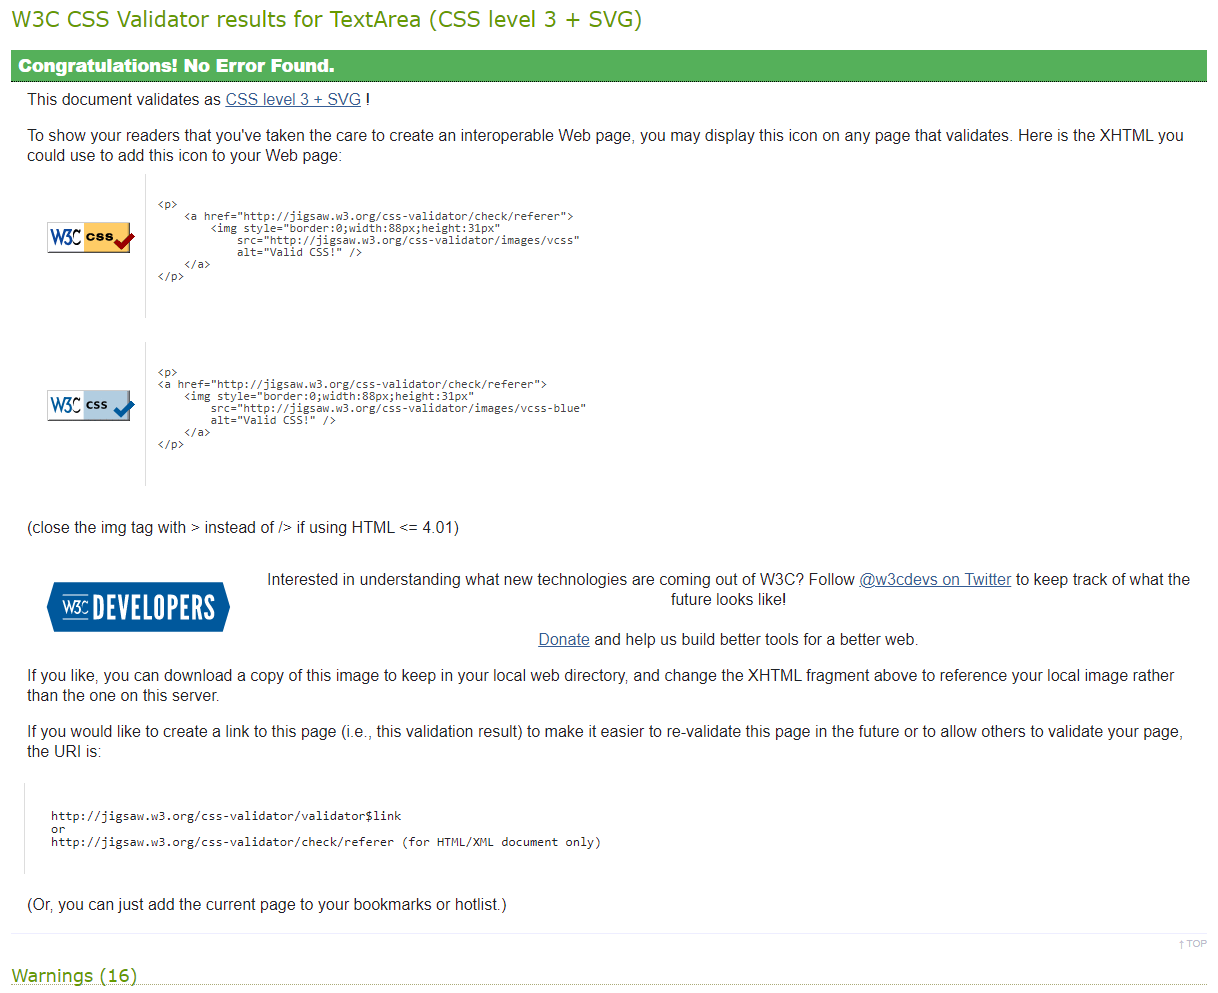 W3C CSS Validator results for TextArea (CSS level 3 + SVG)
Congratulations! No Error Found.
This document validates as CSS level 3 + SVG !
To show your readers that you've taken the care to create an interoperable Web page, you may display this icon on any page that validates. Here is the XHTML you
could use to add this icon to your Web page:
W3C css
<p>
<a href="http://jigsaw.w3.org/css-validator/check/referer">
<img style="border:0;width:88px;height:31px"
src="http://jigsaw.w3.org/css-validator/images/vcss"
alt="Valid CSS!" />
</a>
</p>
W3C css
<p>
<a href="http://jigsaw.w3.org/css-validator/check/referer">
<img style="border:0;width:88px;height:31px"
src="http://jigsaw.w3.org/css-validator/images/vcss-blue"
alt="Valid CSS!" />
</a>
</p>
(close the img tag with > instead of /> if using HTML <= 4.01)
W3C DEVELOPERS
Interested in understanding what new technologies are coming out of W3C? Follow @w3cdevs on Twitter to keep track of what the
future looks like!
Donate and help us build better tools for a better web.
If you like, you can download a copy of this image to keep in your local web directory, and change the XHTML fragment above to reference your local image rather
than the one on this server.
If you would like to create a link to this page (i.e., this validation result) to make it easier to re-validate this page in the future or to allow others to validate your page,
the URI is:
http://jigsaw.w3.org/css-validator/validator$link
or
http://jigsaw.w3.org/css-validator/check/referer (for HTML/XML document only)
(Or, you can just add the current page to your bookmarks or hotlist.)
↑ TOP
Warnings (16)